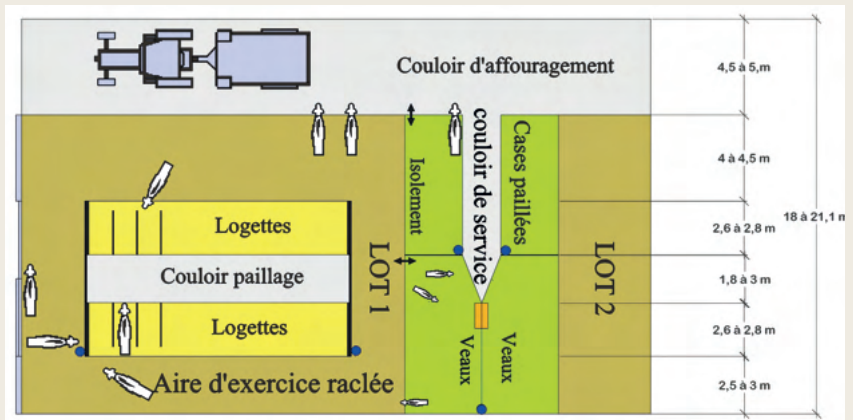 Couloir d'affouragement
4,5 à 5, m
couloir de service
Cases paillées
Isolement
4 à 4,5 m
18 à 21,1 m
Logettes
2,6 à 2,8 m
LOT 1
LOT 2
Couloir paillage
1,8 à 3 m
Logettes
2,6 à 2,8 m
Veaux
Veaux
Aire d'exercice raclée
2,5 à 3 m